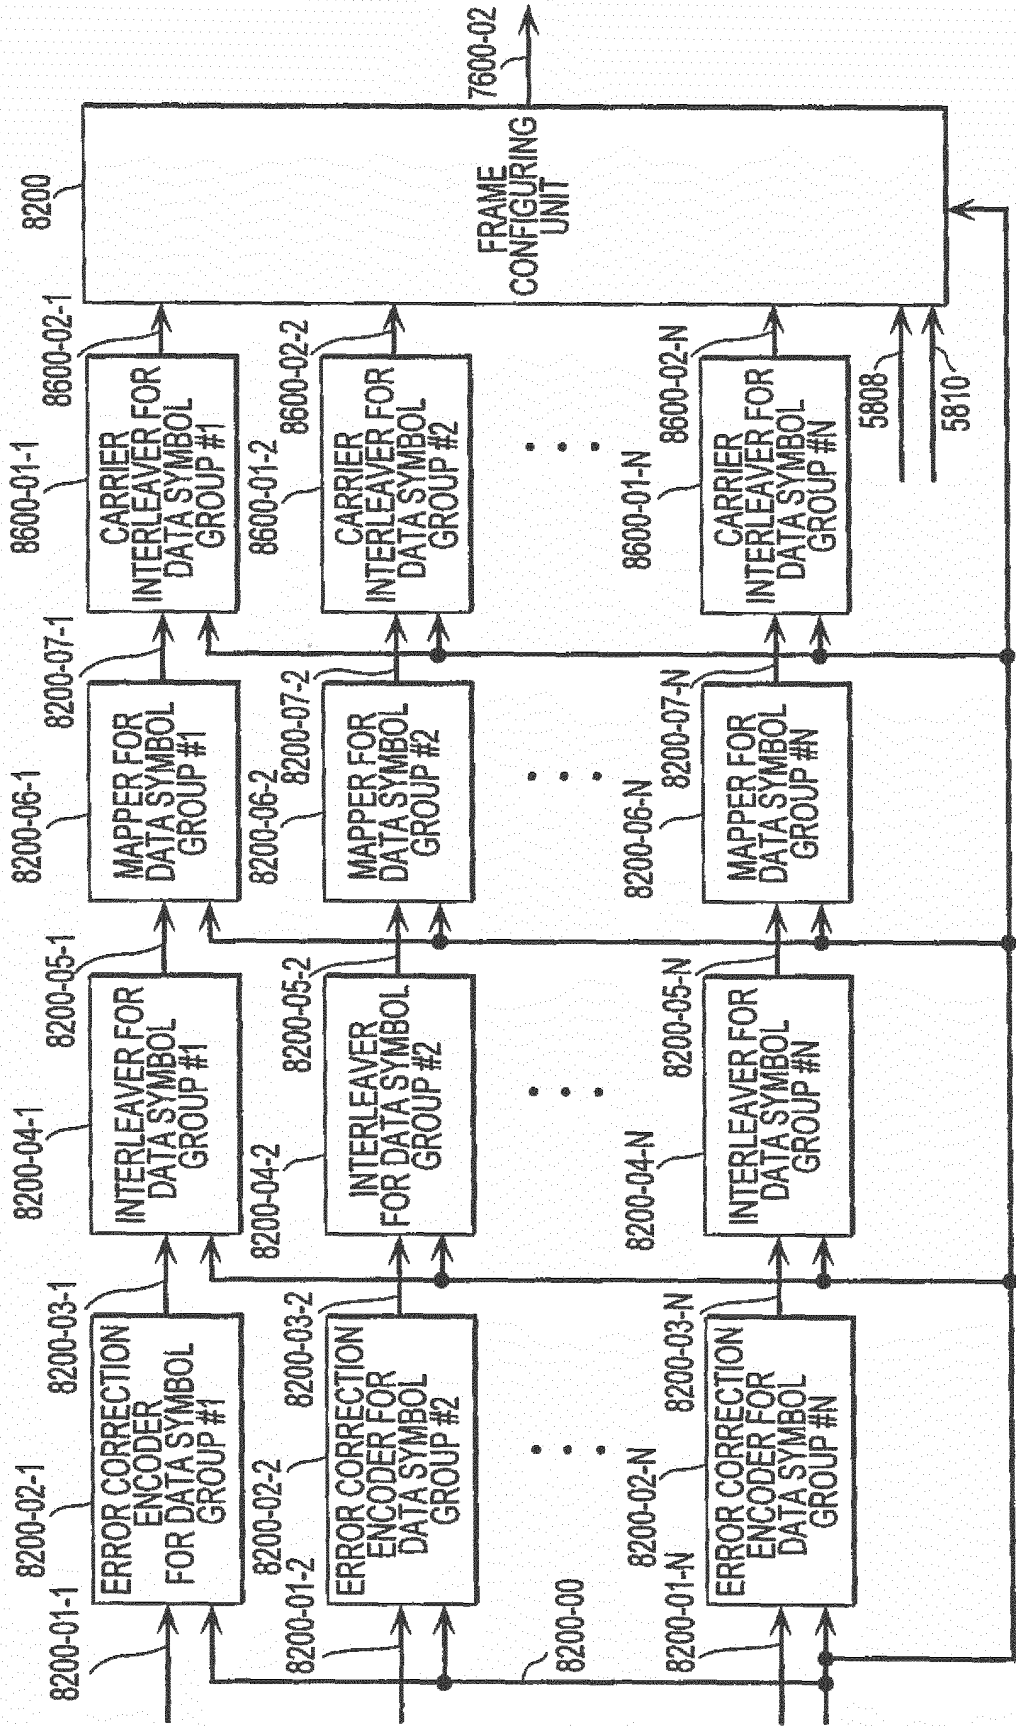 8200-01-1
8200-02-1
ERROR CORRECTION
ENCODER
FOR DATA SYMBOL
GROUP #1
8200-03-1
8200-04-1
INTERLEAVER FOR
DATA SYMBOL
GROUP #1
8200-05-1
8200-06-1
MAPPER FOR
DATA SYMBOL
GROUP #1
8200-07-1
8600-01-1
CARRIER
INTERLEAVER FOR
DATA SYMBOL
GROUP #1
8600-02-1
8200
FRAME
CONFIGURING
UNIT
7600-02
8200-01-2
8200-02-2
ERROR CORRECTION
ENCODER FOR
DATA SYMBOL
GROUP #2
8200-03-2
8200-04-2
INTERLEAVER
FOR DATA SYMBOL
GROUP #2
8200-05-2
8200-06-2
MAPPER FOR
DATA SYMBOL
GROUP #2
8200-07-2
8600-01-2
CARRIER
INTERLEAVER FOR
DATA SYMBOL
GROUP #2
8600-02-2
8200-00
8200-01-N
8200-02-N
ERROR CORRECTION
ENCODER FOR
DATA SYMBOL
GROUP #N
8200-03-N
8200-04-N
INTERLEAVER FOR
DATA SYMBOL
GROUP #N
8200-05-N
8200-06-N
MAPPER FOR
DATA SYMBOL
GROUP #N
8200-07-N
8600-01-N
CARRIER
INTERLEAVER FOR
DATA SYMBOL
GROUP #N
8600-02-N
5808
5810